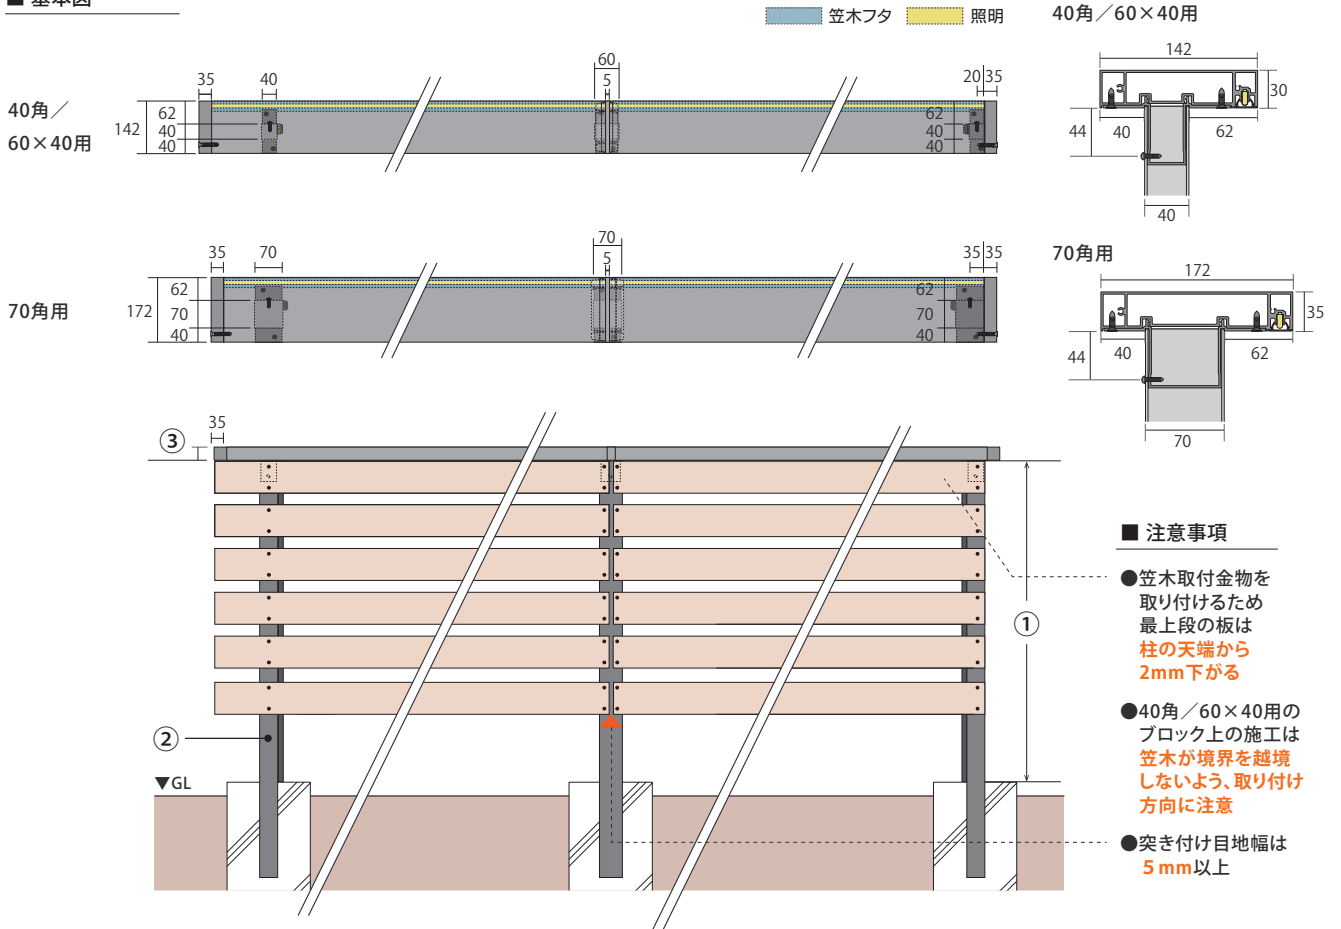 ■ 基本図
笠木フタ 照明
40角／60×40用
40角／
60×40用
35 40 60 5 20 35
142 62 40 40
62 40 40
142
30
44 40 62
40
70角用
35 70 70 5 35 35
172 62 70 40
62 70 40
70角用
172
35
44 40 62
70
③ 35
①
②
▼GL
■ 注意事項
●笠木取付金物を
取り付けるため
最上段の板は
柱の天端から
2mm下がる
●40角／60×40用の
ブロック上の施工は
笠木が境界を越境
しないよう、取り付け
方向に注意
●突き付け目地幅は
5mm以上